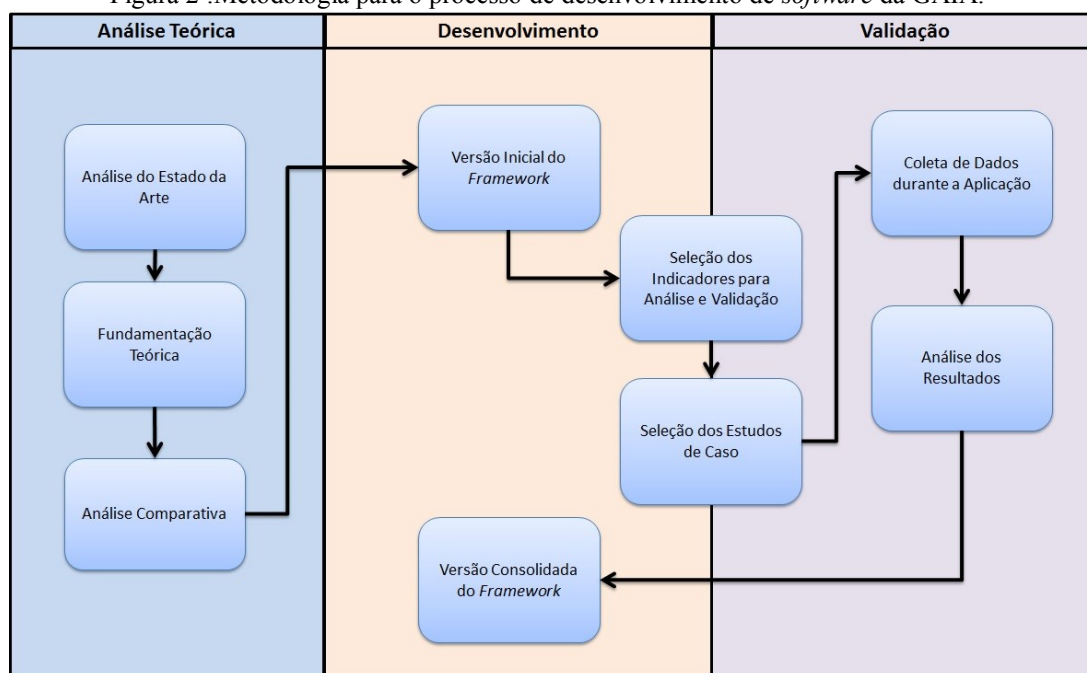 Figura 2 :Metodologia para o processo de desenvolvimento de software da GAIA.
Análise Teórica
Desenvolvimento
Validação
Análise do Estado da
Arte
Fundamentação
Teórica
Análise Comparativa
Versão Inicial do
Framework
Seleção dos
Indicadores para
Análise e Validação
Seleção dos Estudos
de Caso
Coleta de Dados
durante a Aplicação
Análise dos
Resultados
Versão Consolidada
do Framework